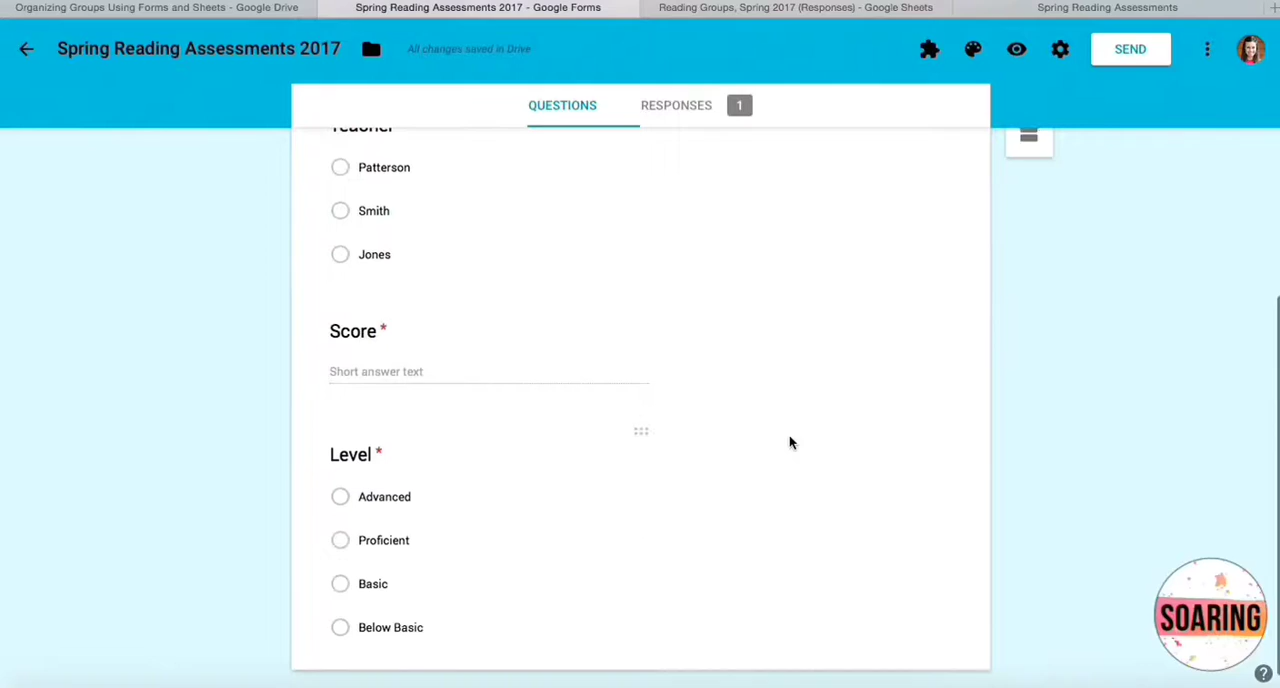 Organizing Groups Using Forms and Sheets - Google Drive
Spring Reading Assessments 2017 - Google Forms
Reading Groups, Spring 2017 (Responses) - Google Sheets
Spring Reading Assessments
Spring Reading Assessments 2017
All changes saved in Drive
SEND
QUESTIONS
RESPONSES
1
Teacher
Patterson
Smith
Jones
Score *
Short answer text
Level *
Advanced
Proficient
Basic
Below Basic
SOARING
?